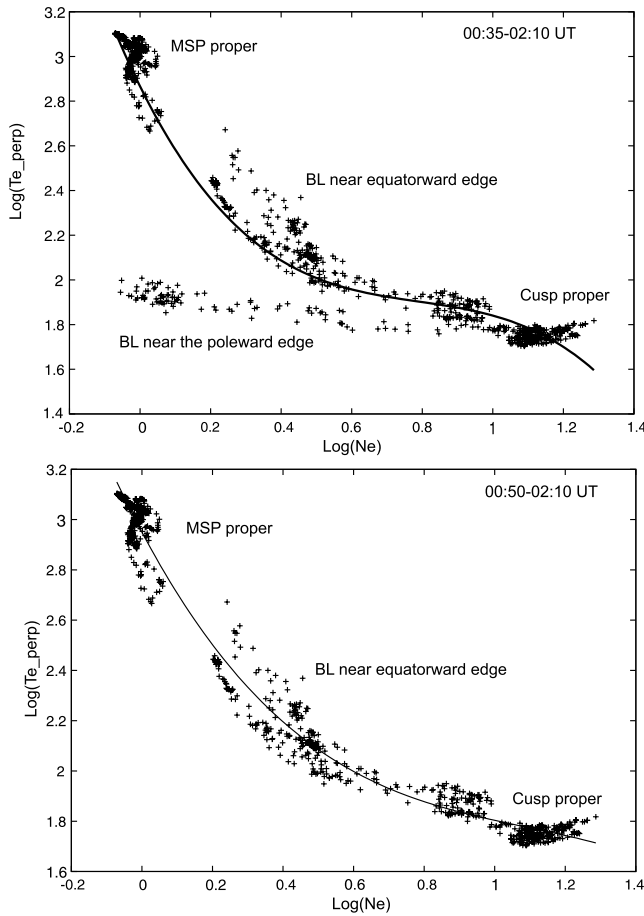 3.2
3
2.8
2.6
2.4
2.2
2
1.8
1.6
1.4
Log(Te_perp)
00:35-02:10 UT
MSP proper
BL near equatorward edge
Cusp proper
BL near the poleward edge
-0.2 0 0.2 0.4 0.6 0.8 1 1.2 1.4
Log(Ne)
3.2
3
2.8
2.6
2.4
2.2
2
1.8
1.6
Log(Te_perp)
00:50-02:10 UT
MSP proper
BL near equatorward edge
Cusp proper
-0.2 0 0.2 0.4 0.6 0.8 1 1.2 1.4
Log(Ne)